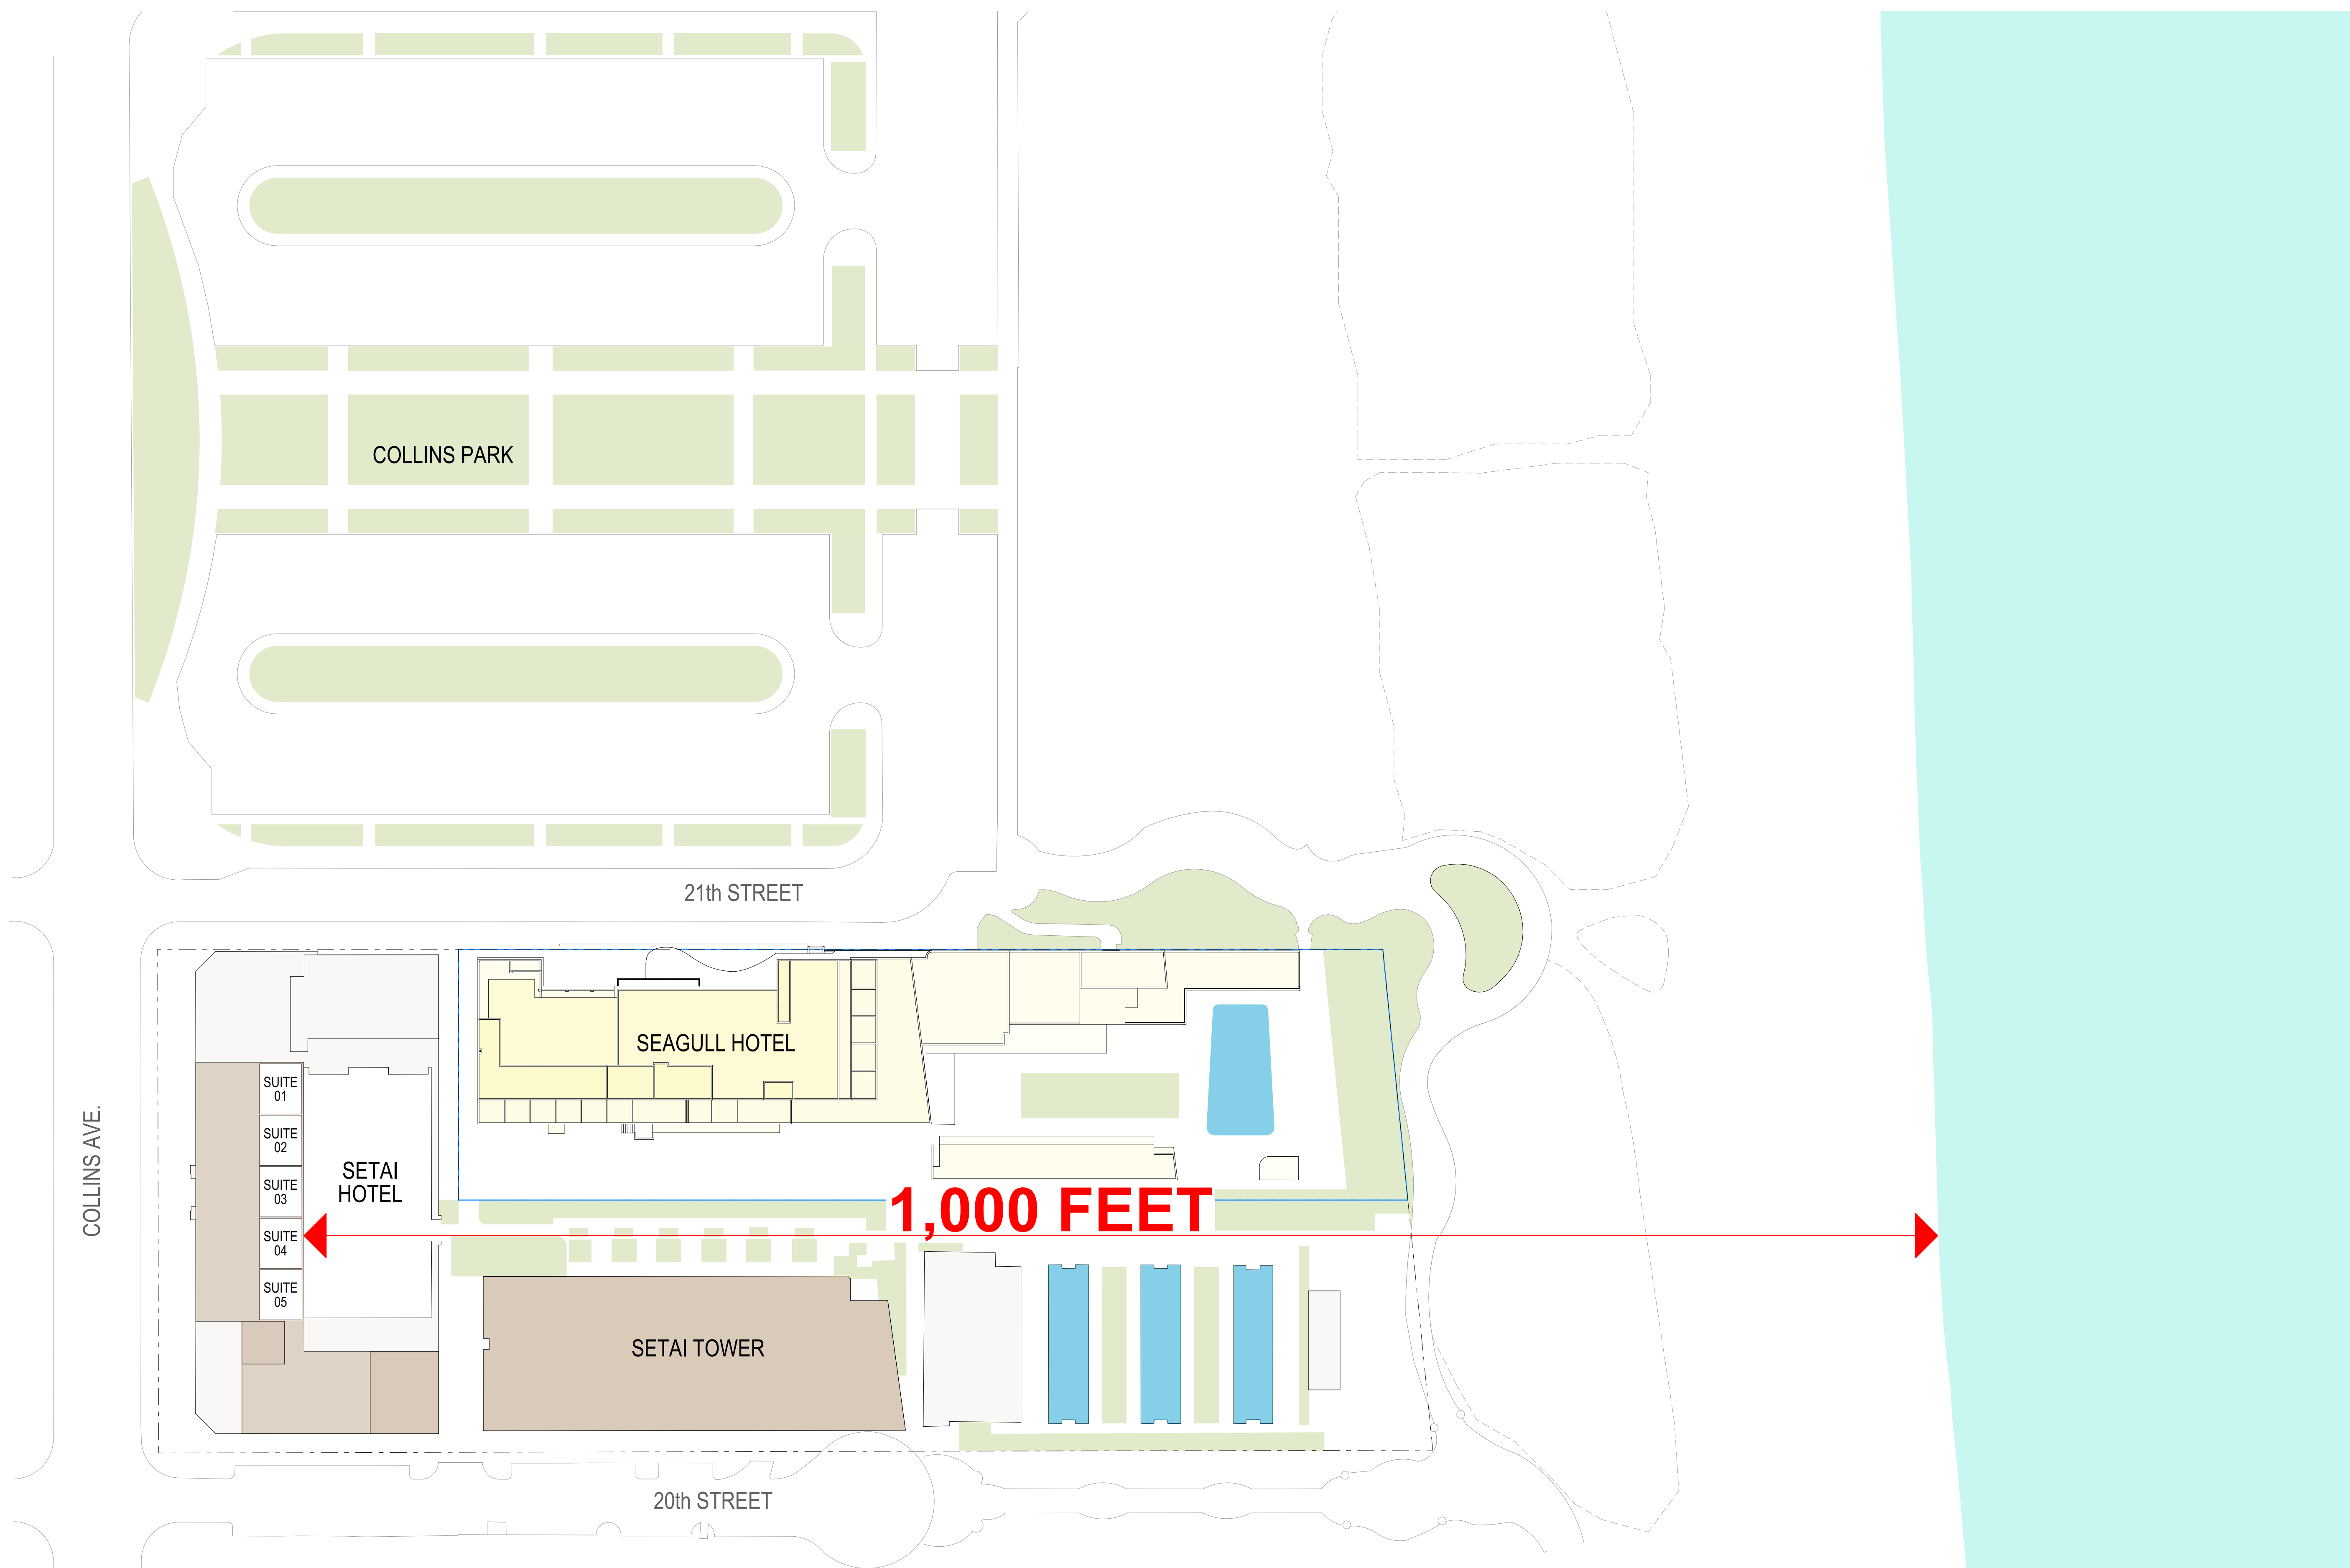 COLLINS PARK
21th STREET
SEAGULL HOTEL
COLLINS AVE.
SUITE
01
SUITE
02
SUITE
03
SUITE
04
SUITE
05
SETAI
HOTEL
1,000 FEET
SETAI TOWER
20th STREET